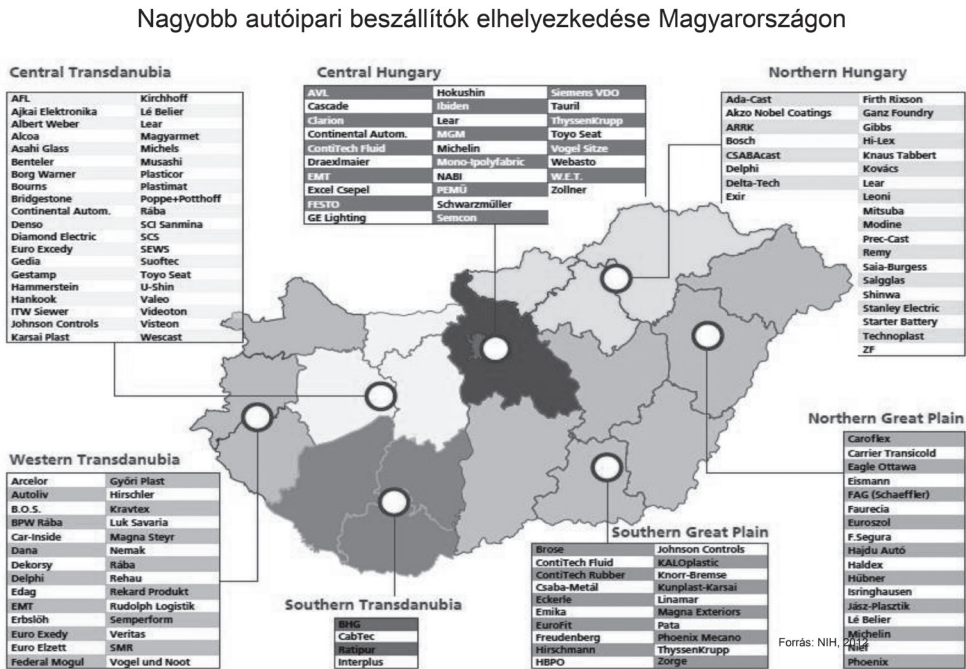 Nagyobb autóipari beszállítók elhelyezkedése Magyarországon
Central Transdanubia
AFL Kirchhoff
Ajkai Elektronika Lé Belier
Albert Weber Lear
Alcoa Magyarmet
Asahi Glass Michels
Benteler Musashi
Borg Warner Plasticor
Bourns Plastimat
Bridgestone Poppe+Potthoff
Continental Autom. Rába
Denso SCI Sanmina
Diamond Electric SCS
Euro Excedy SEWS
Gedia Suoftec
Gestamp Toyo Seat
Hammerstein U-Shin
Hankook Valeo
ITW Siewer Videoton
Johnson Controls Visteon
Karsai Plast Wescast
Central Hungary
AVL Hokushin Siemens VDO
Cascade Ibiden Tauril
Clarion Lear ThyssenKrupp
Continental Autom. MGM Toyo Seat
ContiTech Fluid Michelin Vogel Sitze
Draexlmaier Mono-Ipolyfabric Webasto
EMT NABI W.E.T.
Excel Csepel PEMÜ Zollner
FESTO Schwarzmüller
GE Lighting Semcon
Northern Hungary
Ada-Cast Firth Rixson
Akzo Nobel Coatings Ganz Foundry
ARRK Gibbs
Bosch Hi-Lex
CSABAcast Knaus Tabbert
Delphi Kovács
Delta-Tech Lear
Exir Leoni
Mitsuba
Modine
Prec-Cast
Remy
Saia-Burgess
Salgglas
Shinwa
Stanley Electric
Starter Battery
Technoplast
ZF
Western Transdanubia
Arcelor Győri Plast
Autoliv Hirschler
B.O.S. Kravtex
BPW Rába Luk Savaria
Car-Inside Magna Steyr
Dana Nemak
Dekorsy Rába
Delphi Rehau
Edag Rekard Produkt
EMT Rudolph Logistik
Erbslöh Semperform
Euro Exedy Veritas
Euro Elzett SMR
Federal Mogul Vogel und Noot
Southern Transdanubia
BHG
CabTec
Ratipur
Interplus
Southern Great Plain
Brose Johnson Controls
ContiTech Fluid KALOplastic
ContiTech Rubber Knorr-Bremse
Csaba-Metál Kunplast-Karsai
Eckerle Linamar
Emika Magna Exteriors
EuroFit Pata
Freudenberg Phoenix Mecano
Hirschmann ThyssenKrupp
HBPO Zorge
Northern Great Plain
Caroflex
Carrier Transicold
Eagle Ottawa
Eismann
FAG (Schaeffler)
Faurecia
Euroszol
F.Segura
Hajdu Autó
Haldex
Hübner
Isringhausen
Jász-Plasztik
Lé Belier
Michelin
Nief
Phoenix
Forrás: NIH, 2012